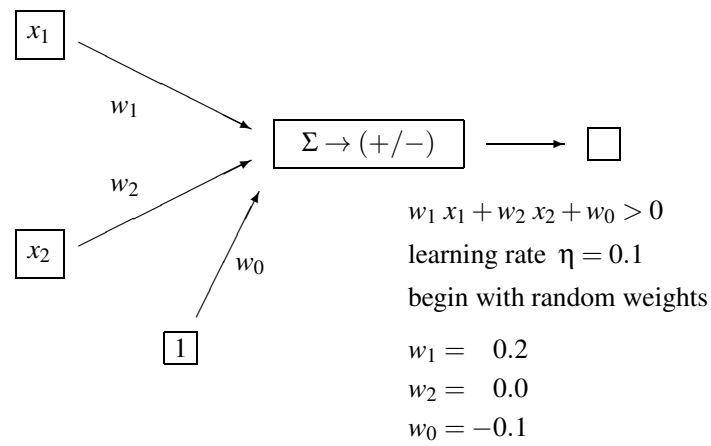 x₁
w₁
Σ → (+/−)
w₂
w₁ x₁ + w₂ x₂ + w₀ > 0
x₂
w₀
learning rate η = 0.1
begin with random weights
1
w₁ = 0.2
w₂ = 0.0
w₀ = −0.1